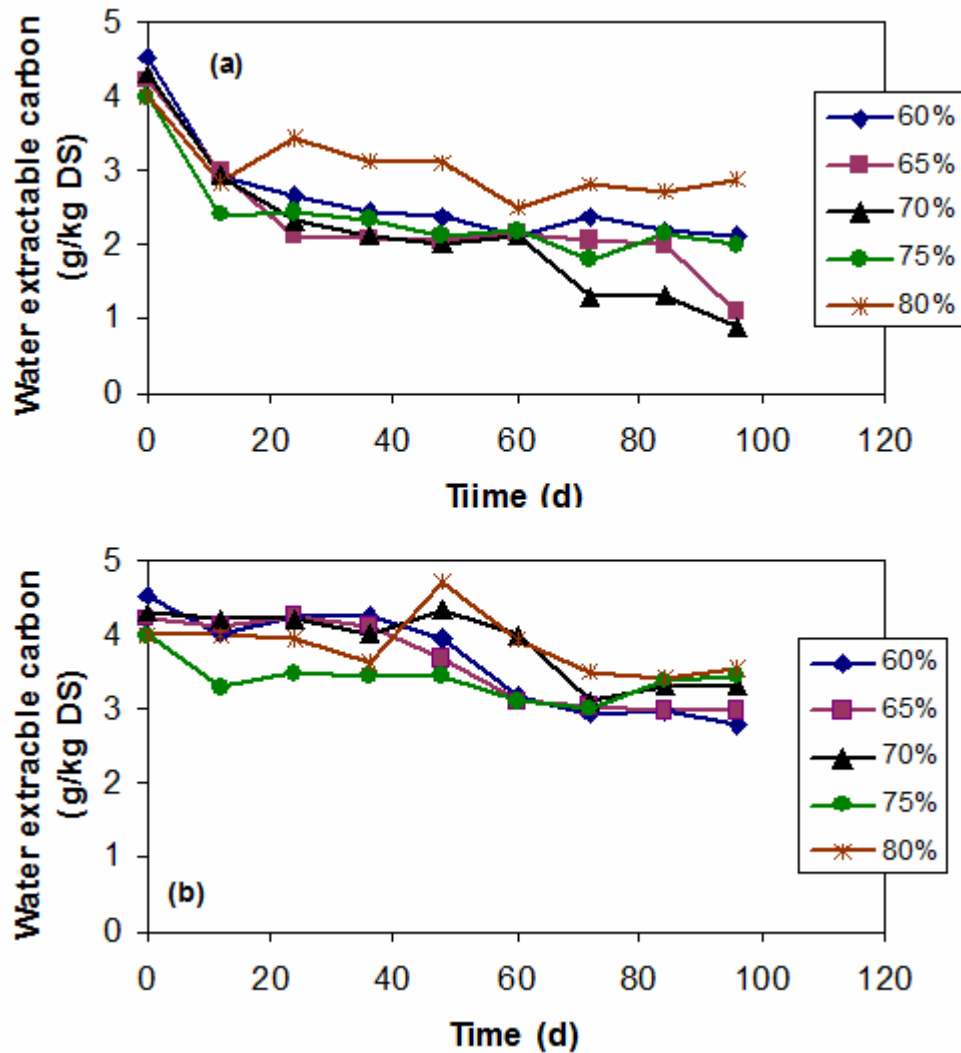 Water extractable carbon
(g/kg DS)
5
4
3
2
1
0
(a)
0 20 40 60 80 100 120
Tiime (d)
60%
65%
70%
75%
80%
Water extracble carbon
(g/kg DS)
5
4
3
2
1
0
(b)
0 20 40 60 80 100 120
Time (d)
60%
65%
70%
75%
80%